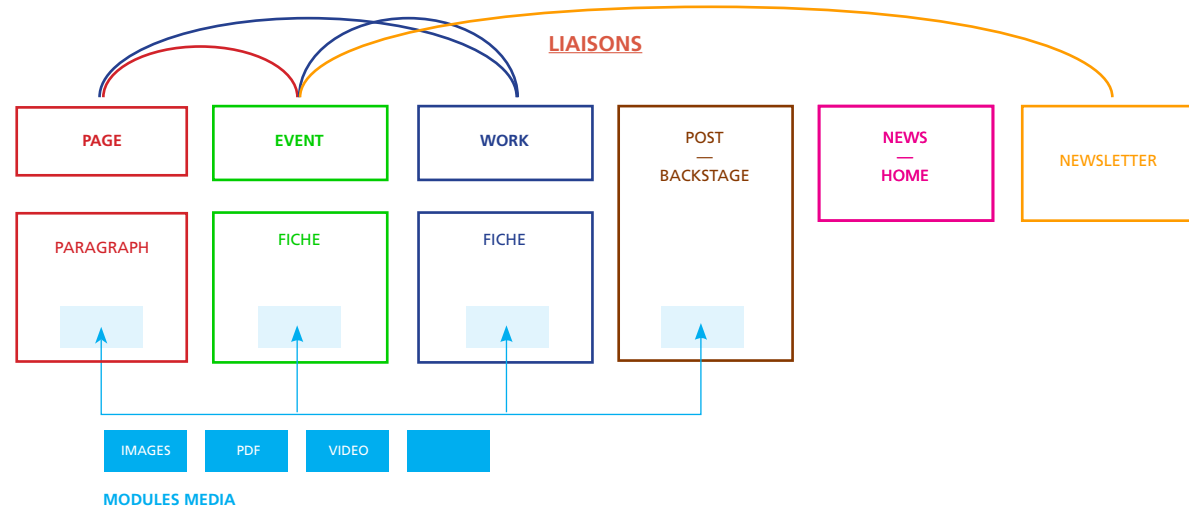 LIAISONS
PAGE
EVENT
WORK
POST
—
BACKSTAGE
NEWS
—
HOME
NEWSLETTER
PARAGRAPH
FICHE
FICHE
IMAGES
PDF
VIDEO
MODULES MEDIA